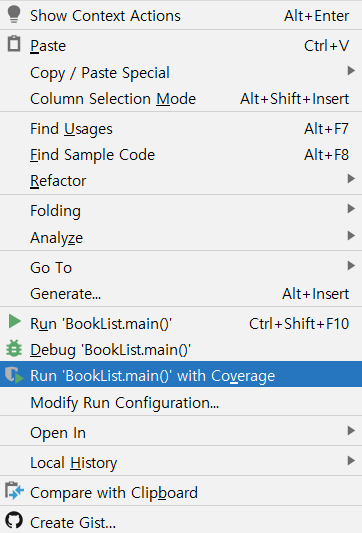 Show Context Actions Alt+Enter
Paste Ctrl+V
Copy / Paste Special
Column Selection Mode Alt+Shift+Insert
Find Usages Alt+F7
Find Sample Code Alt+F8
Refactor
Folding
Analyze
Go To
Generate... Alt+Insert
Run 'BookList.main()' Ctrl+Shift+F10
Debug 'BookList.main()'
Run 'BookList.main()' with Coverage
Modify Run Configuration...
Open In
Local History
Compare with Clipboard
Create Gist...